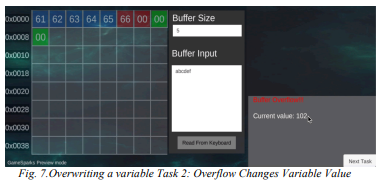 0x0000 61 62 63 64 65 66 00 00
0x0008 00
0x0010
0x0018
0x0020
0x0028
0x0030
0x0038
GameSparks Preview mode
Buffer Size
5
Buffer Input
abcdef
Read From Keyboard
Buffer Overflowed
Current value: 102
Next Task
Fig. 7.Overwriting a variable Task 2: Overflow Changes Variable Value